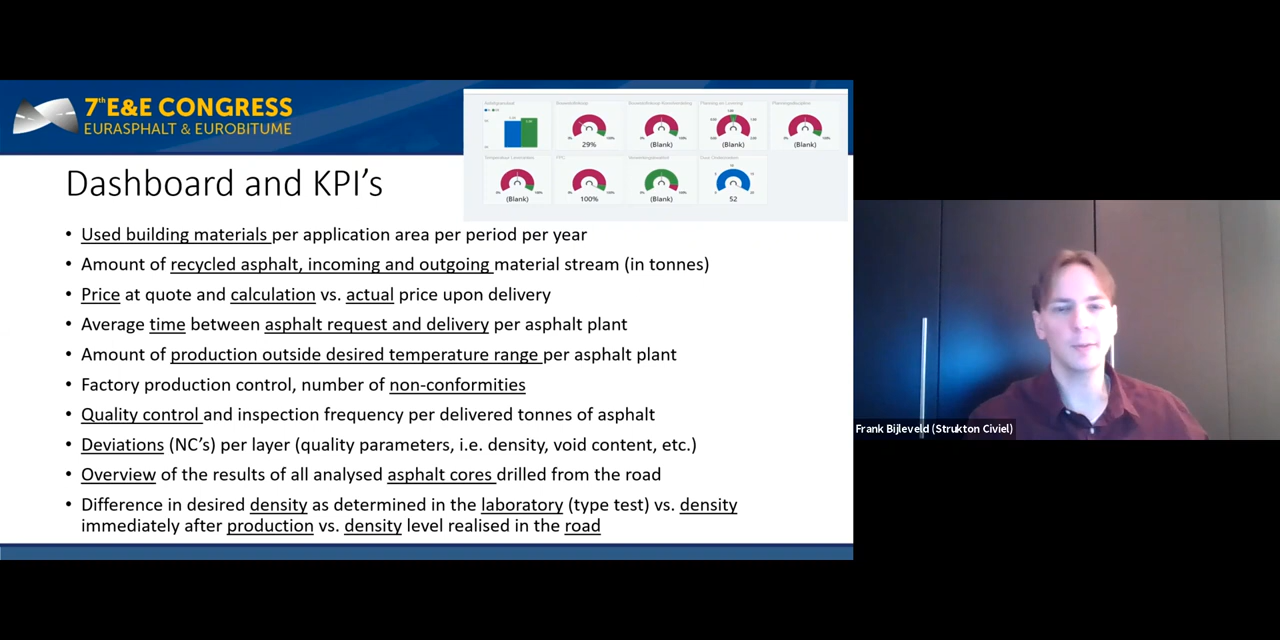 7th E&E CONGRESS
EURASPHALT & EUROBITUME
29%
(Blank)
(Blank)
(Blank)
(Blank)
100%
(Blank)
52
Dashboard and KPI’s
• Used building materials per application area per period per year
• Amount of recycled asphalt, incoming and outgoing material stream (in tonnes)
• Price at quote and calculation vs. actual price upon delivery
• Average time between asphalt request and delivery per asphalt plant
• Amount of production outside desired temperature range per asphalt plant
• Factory production control, number of non-conformities
• Quality control and inspection frequency per delivered tonnes of asphalt
• Deviations (NC’s) per layer (quality parameters, i.e. density, void content, etc.)
• Overview of the results of all analysed asphalt cores drilled from the road
• Difference in desired density as determined in the laboratory (type test) vs. density
immediately after production vs. density level realised in the road
Frank Bijleveld (Strukton Civiel)